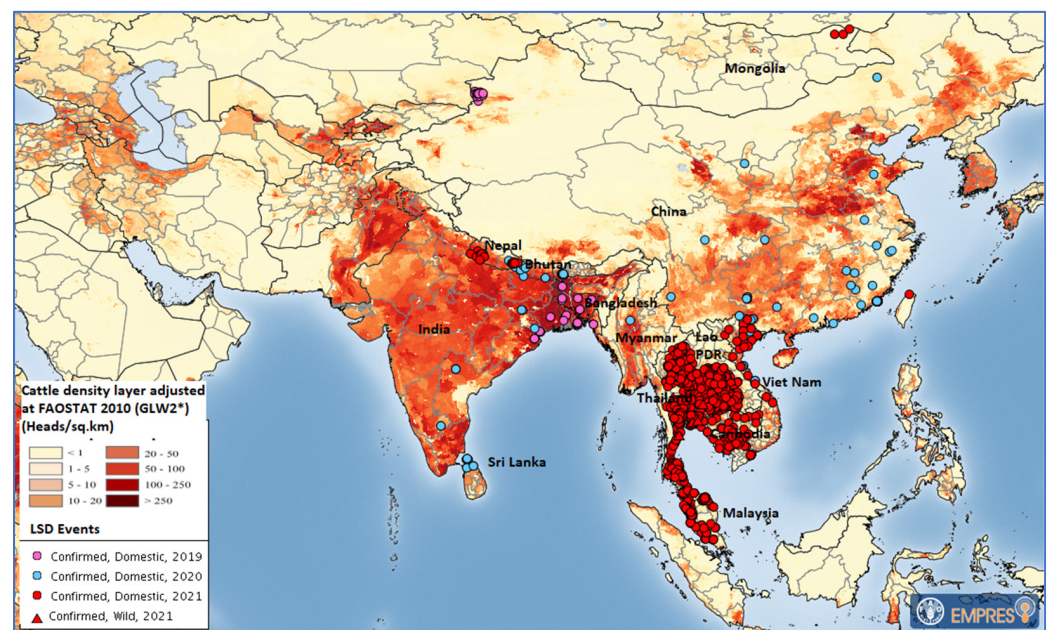 Mongolia
China
Nepal
Bhutan
Bangladesh
India
Myanmar
Lao
PDR
Viet Nam
Thailand
Cambodia
Sri Lanka
Malaysia
Cattle density layer adjusted
at FAOSTAT 2010 (GLW2*)
(Heads/sq.km)
< 1 20 - 50
1 - 5 50 - 100
5 - 10 100 - 250
10 - 20 > 250
LSD Events
Confirmed, Domestic, 2019
Confirmed, Domestic, 2020
Confirmed, Domestic, 2021
Confirmed, Wild, 2021
EMPRES